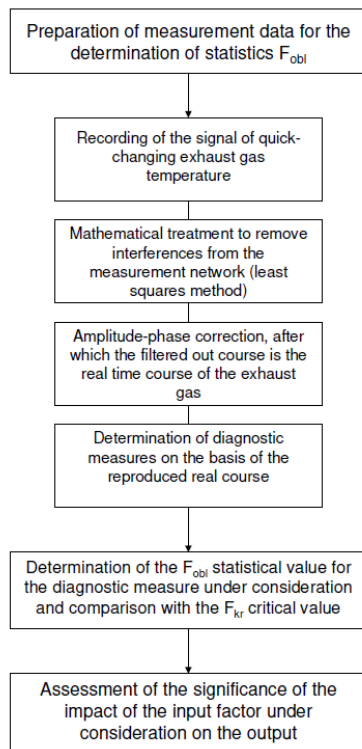 Preparation of measurement data for the
determination of statistics Fobl
Recording of the signal of quick-
changing exhaust gas
temperature
Mathematical treatment to remove
interferences from the
measurement network (least
squares method)
Amplitude-phase correction, after
which the filtered out course is the
real time course of the exhaust
gas
Determination of diagnostic
measures on the basis of the
reproduced real course
Determination of the Fobl statistical value for
the diagnostic measure under consideration
and comparison with the Fkr critical value
Assessment of the significance of the
impact of the input factor under
consideration on the output